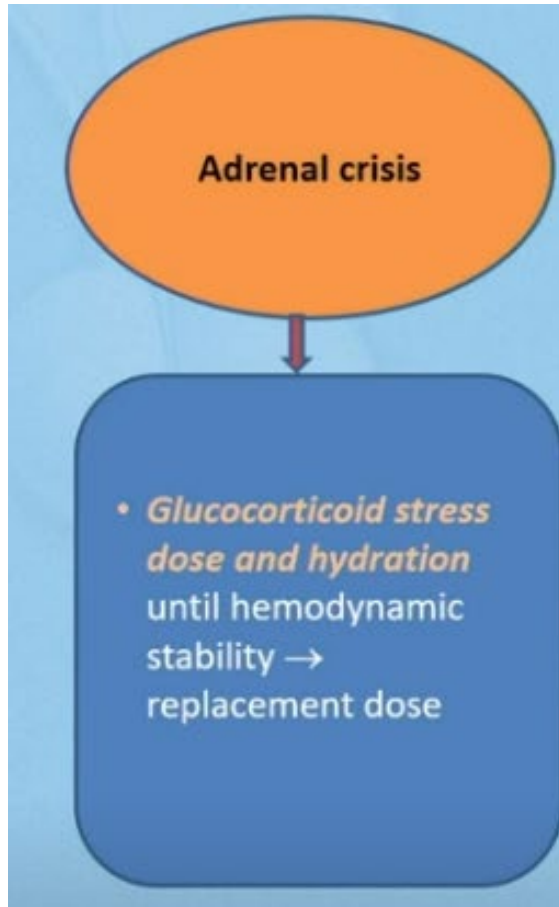 Adrenal crisis
• Glucocorticoid stress
dose and hydration
until hemodynamic
stability →
replacement dose